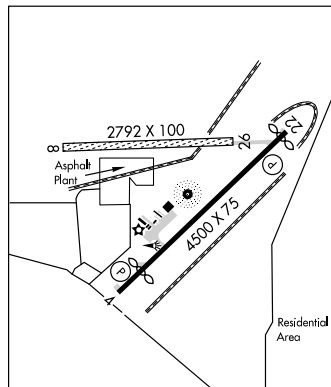 2792 X 100
8
26
22
Asphalt
Plant
P
4500 X 75
P
4
Residential
Area